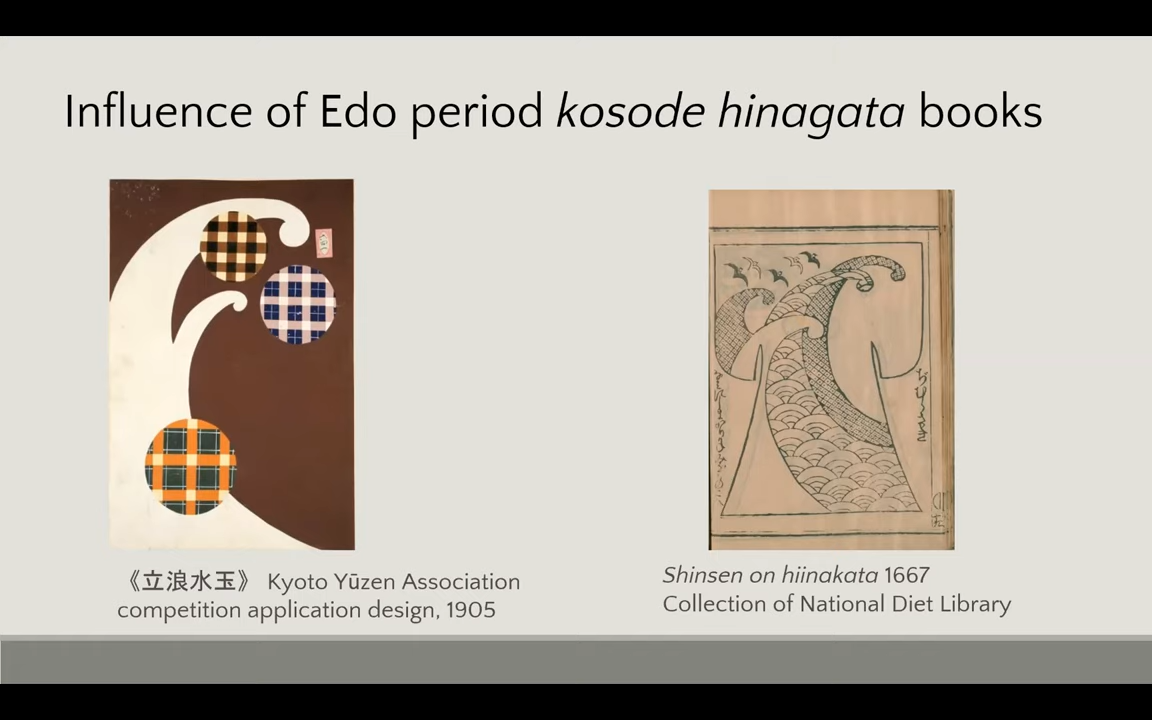 Influence of Edo period kosode hinagata books
《立浪水玉》 Kyoto Yūzen Association
competition application design, 1905
Shinsen on hiinakata 1667
Collection of National Diet Library